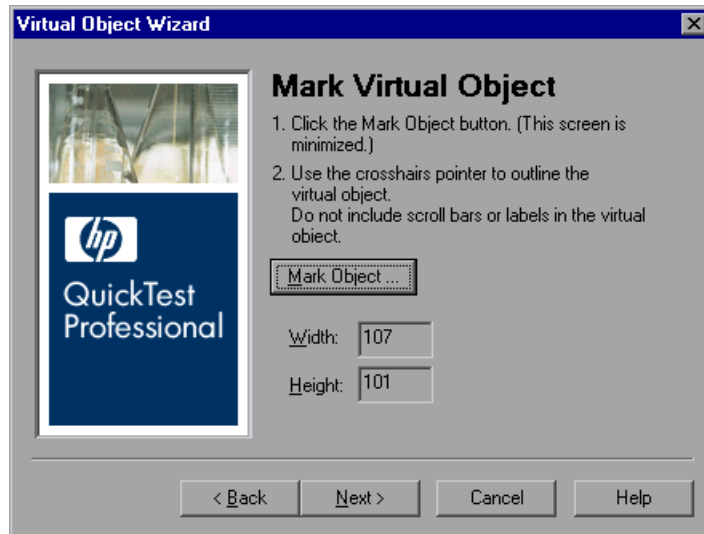 Virtual Object Wizard
Mark Virtual Object
1. Click the Mark Object button. (This screen is
minimized.)
2. Use the crosshairs pointer to outline the
virtual object.
Do not include scroll bars or labels in the virtual
object.
hp
QuickTest
Professional
Mark Object ...
Width: 107
Height: 101
< Back Next > Cancel Help